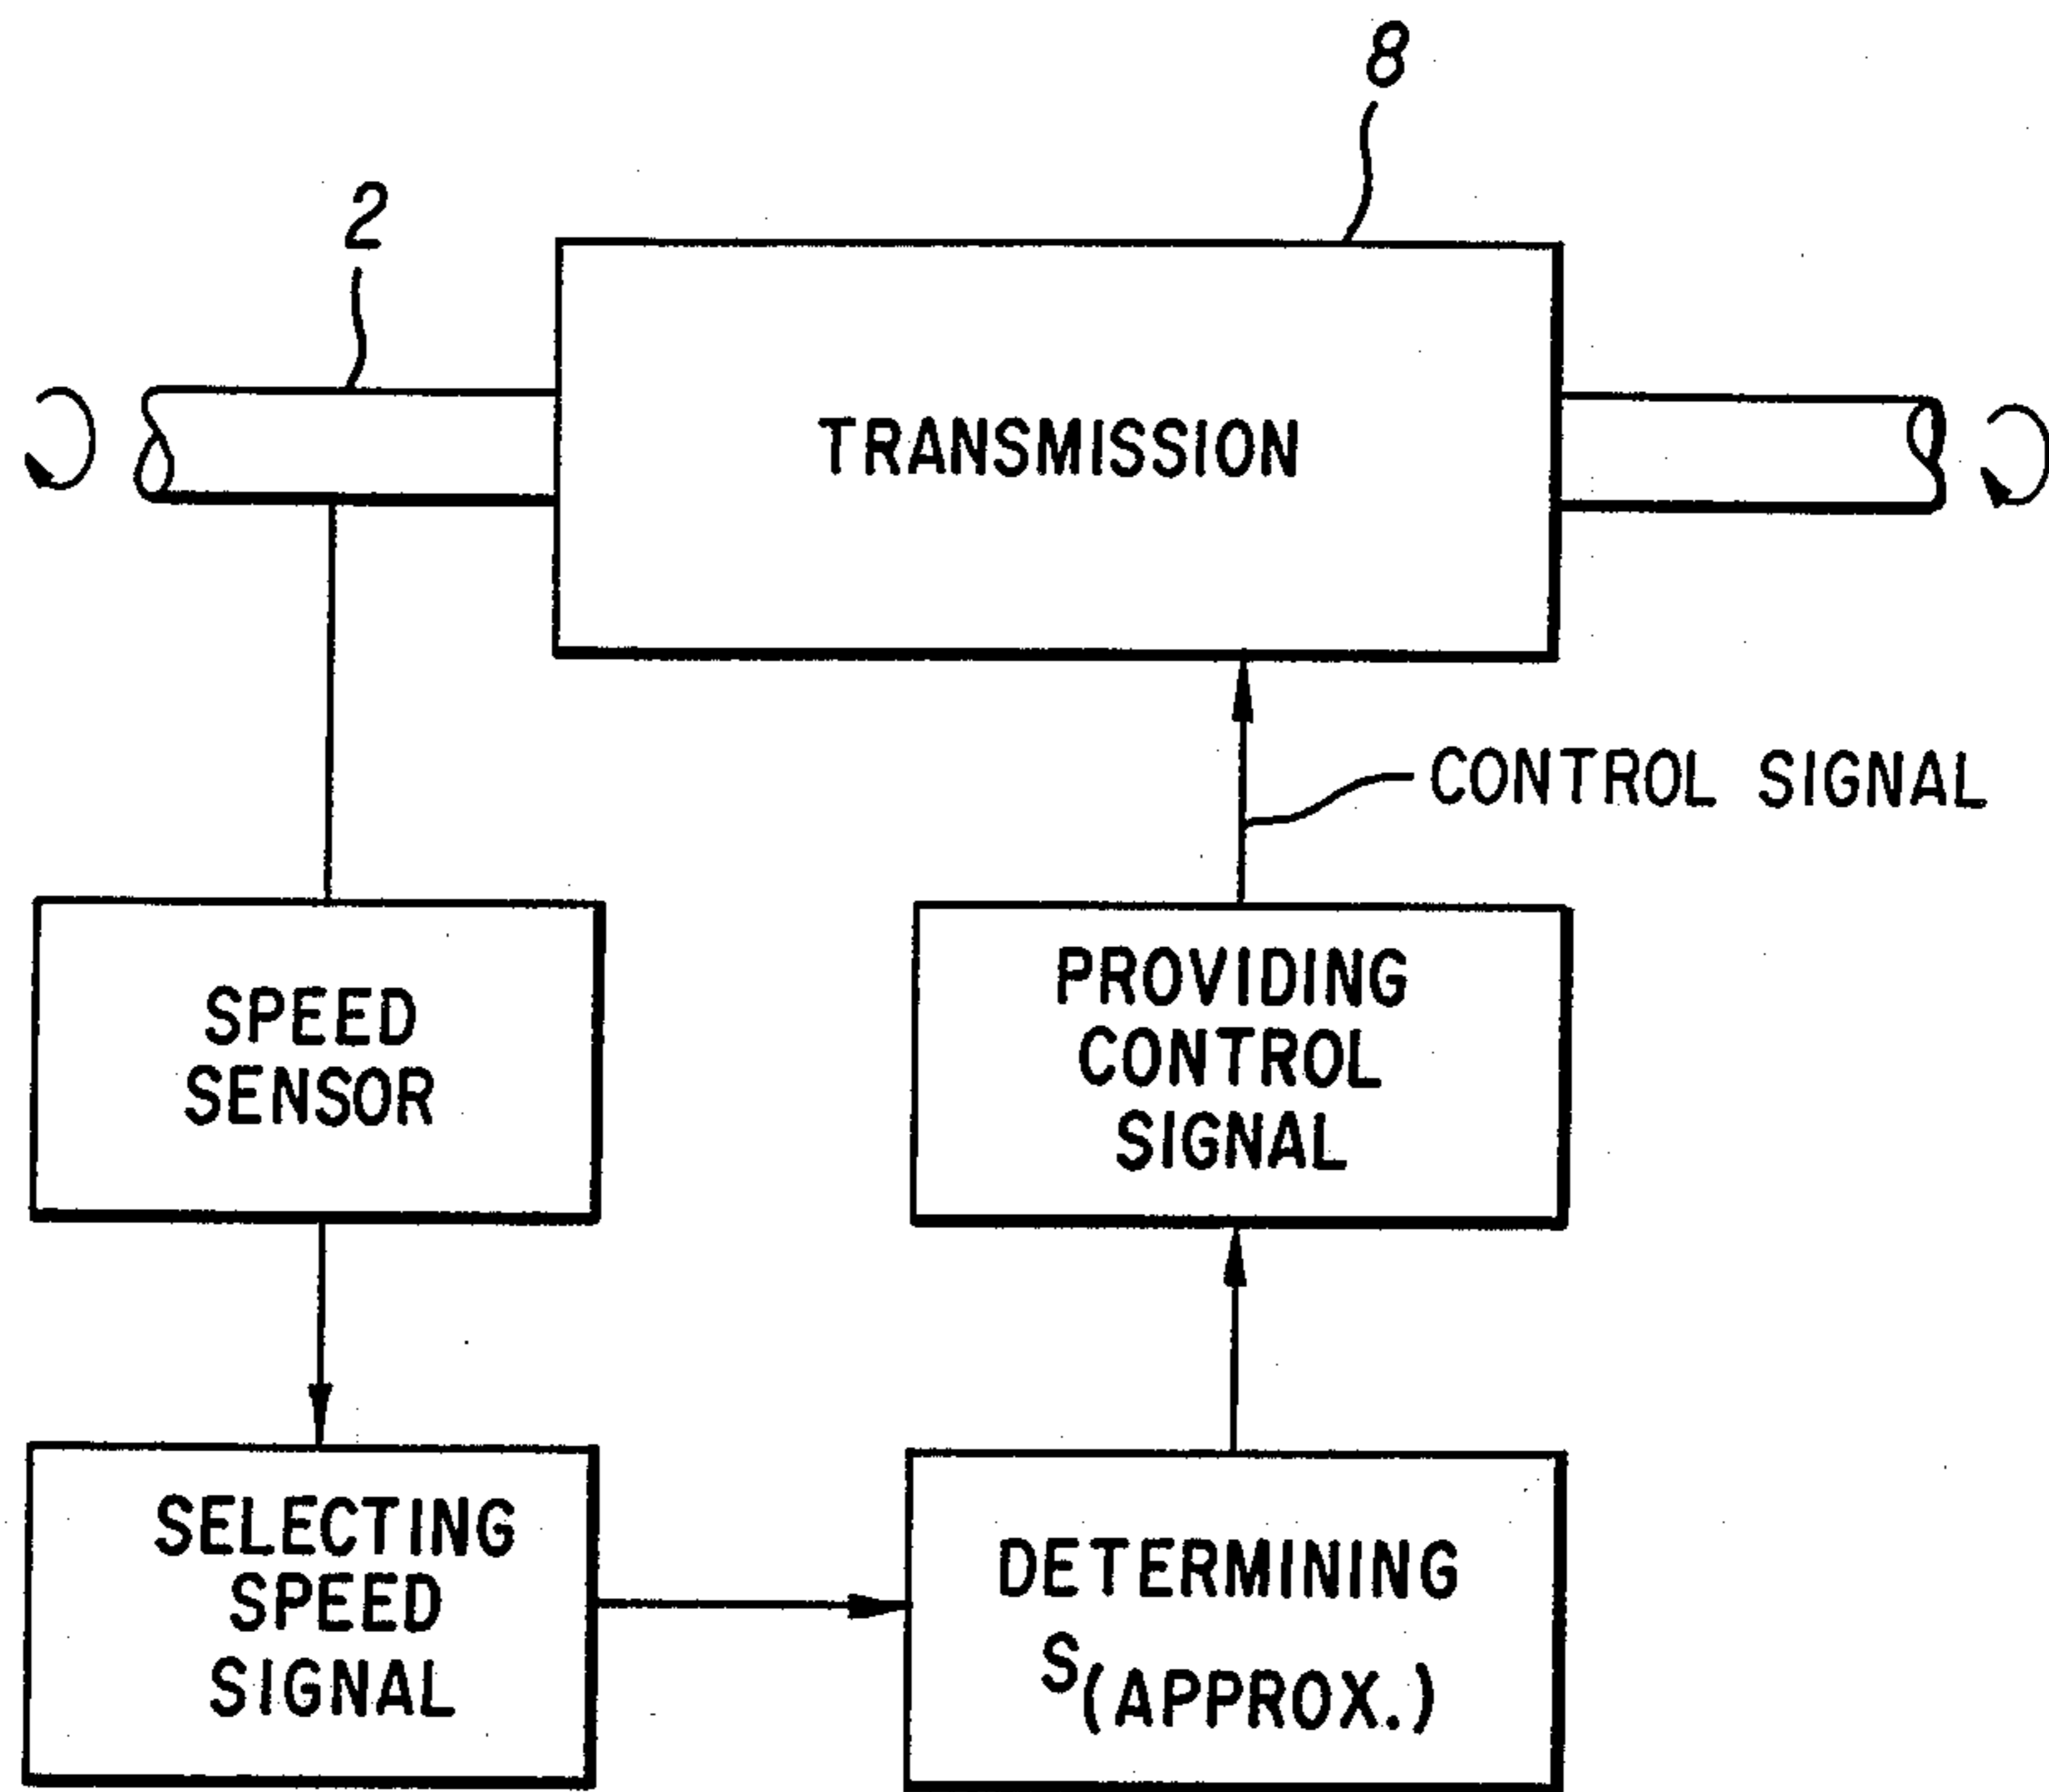 8
2
TRANSMISSION
CONTROL SIGNAL
SPEED
SENSOR
PROVIDING
CONTROL
SIGNAL
SELECTING
SPEED
SIGNAL
DETERMINING
S(APPROX.)